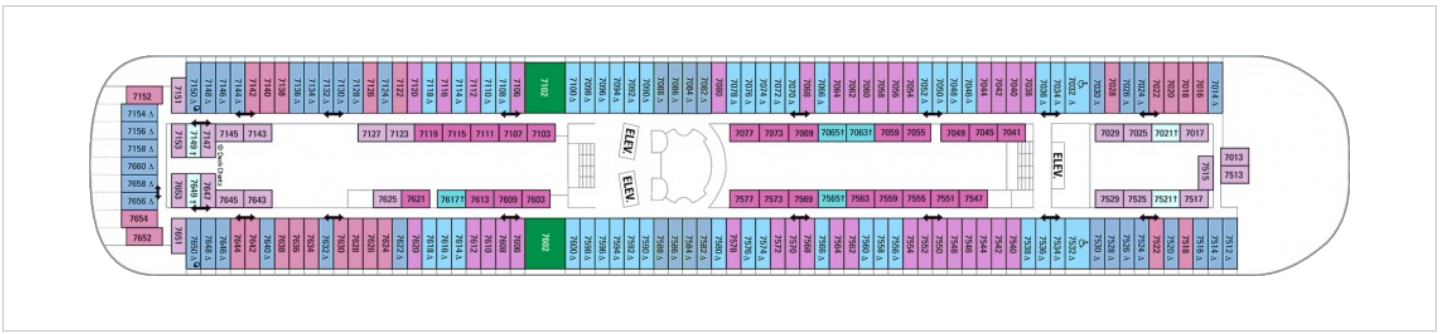 7151 7150 Δ 7148 Δ 7146 Δ 7144 Δ 7142 7140 7138 7136 Δ 7134 Δ 7132 Δ 7130 Δ 7128 Δ 7126 7124 Δ 7122 7120 7118 Δ 7116 Δ 7114 Δ 7112 7110 Δ 7108 Δ 7106 7102 7100 Δ 7098 Δ 7096 Δ 7094 Δ 7092 Δ 7090 Δ 7088 Δ 7086 Δ 7084 Δ 7082 Δ 7080 7078 Δ 7076 Δ 7074 Δ 7072 Δ 7070 Δ 7068 7066 Δ 7064 7062 7060 7058 7056 7054 7052 Δ 7050 Δ 7048 Δ 7046 Δ 7044 7042 7040 7038 7036 Δ 7034 Δ 7032 Δ 7030 Δ 7028 7026 Δ 7024 Δ 7022 7020 7018 7016 7014 Δ
7152
7154 Δ
7156 Δ
7158 Δ
7660 Δ
7658 Δ
7656 Δ
7654
7652
7153 7149† 7147 7145 7143 7127 7123 7119 7115 7111 7107 7103 7077 7073 7069 7065† 7063† 7059 7055 7049 7045 7041 7029 7025 7021† 7017
Deck Chairs
ELEV.
ELEV.
ELEV.
7515
7013
7513
7653 7649† 7647 7645 7643 7625 7621 7617† 7613 7609 7603 7577 7573 7569 7565† 7559 7555 7551 7547 7529 7525 7521† 7517
7651 7650 Δ 7648 Δ 7646 Δ 7644 7642 7640 Δ 7638 7636 7634 7632 Δ 7630 7628 7626 7624 7622 Δ 7620 7618 Δ 7616 Δ 7614 Δ 7612 7610 7608 7606 7602 7600 Δ 7598 Δ 7596 Δ 7594 Δ 7592 Δ 7590 Δ 7588 Δ 7586 Δ 7584 Δ 7582 Δ 7580 Δ 7578 7576 Δ 7574 Δ 7572 7570 7568 7566 Δ 7564 7562 7560 Δ 7558 Δ 7556 Δ 7554 7552 7550 7548 7546 7544 7542 7540 7538 Δ 7536 Δ 7534 Δ 7532 Δ 7530 Δ 7528 Δ 7526 Δ 7524 Δ 7522 7520 Δ 7518 7516 Δ 7514 Δ 7512 Δ